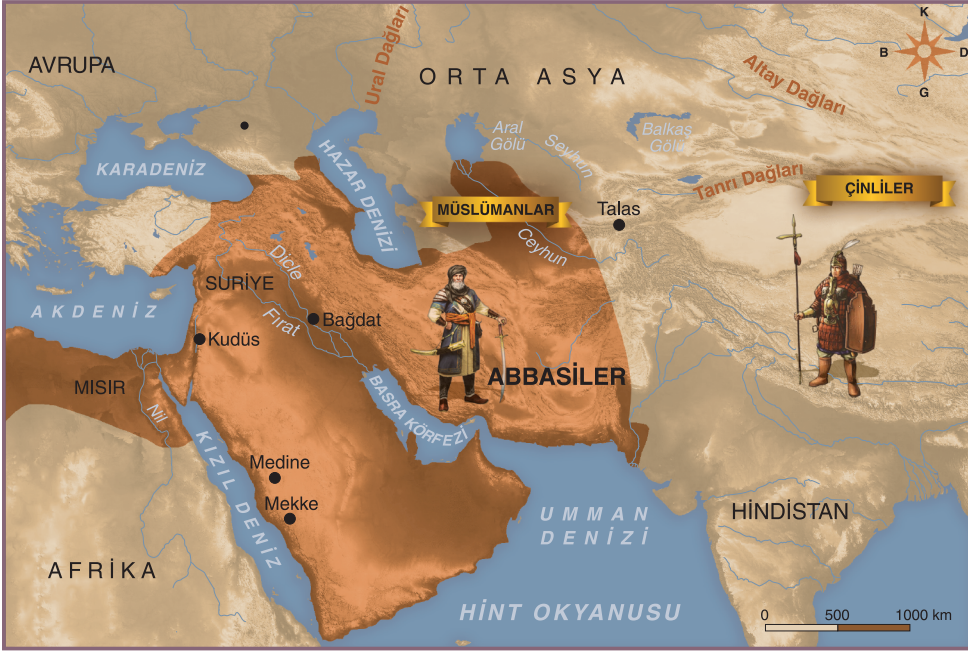 K
B
D
G
AVRUPA
Ural Dağları
ORTA ASYA
Altay Dağları
Aral
Gölü
Seyhun
Balkaş
Gölü
KARADENİZ
HAZAR DENİZİ
Tanrı Dağları
ÇİNLİLER
MÜSLÜMANLAR
Talas
Ceyhun
Dicle
SURİYE
AKDENİZ
Fırat
Bağdat
Kudüs
MISIR
ABBASİLER
BASRA KÖRFEZİ
Nil
KIZIL DENİZ
Medine
Mekke
UMMAN
DENİZİ
HİNDİSTAN
AFRİKA
HİNT OKYANUSU
0 500 1000 km